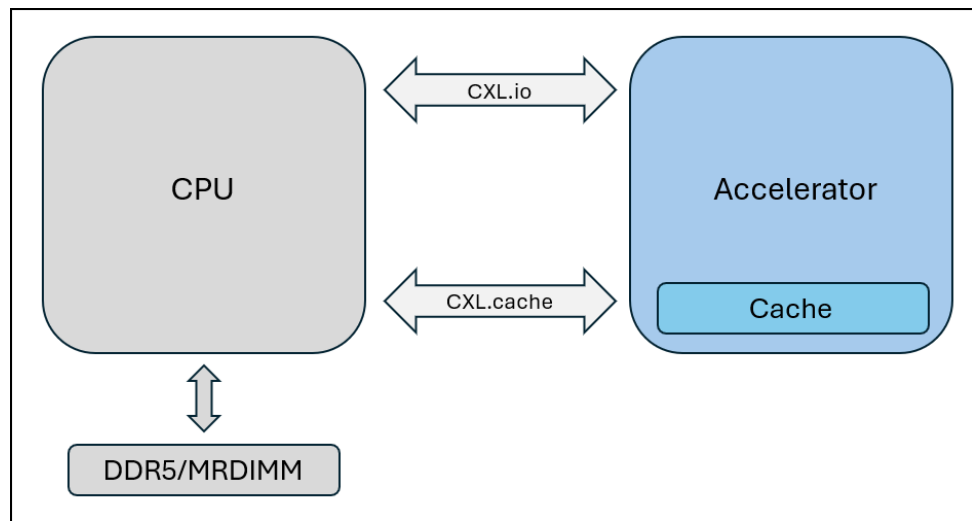 CXL.io
CPU
Accelerator
CXL.cache
Cache
DDR5/MRDIMM